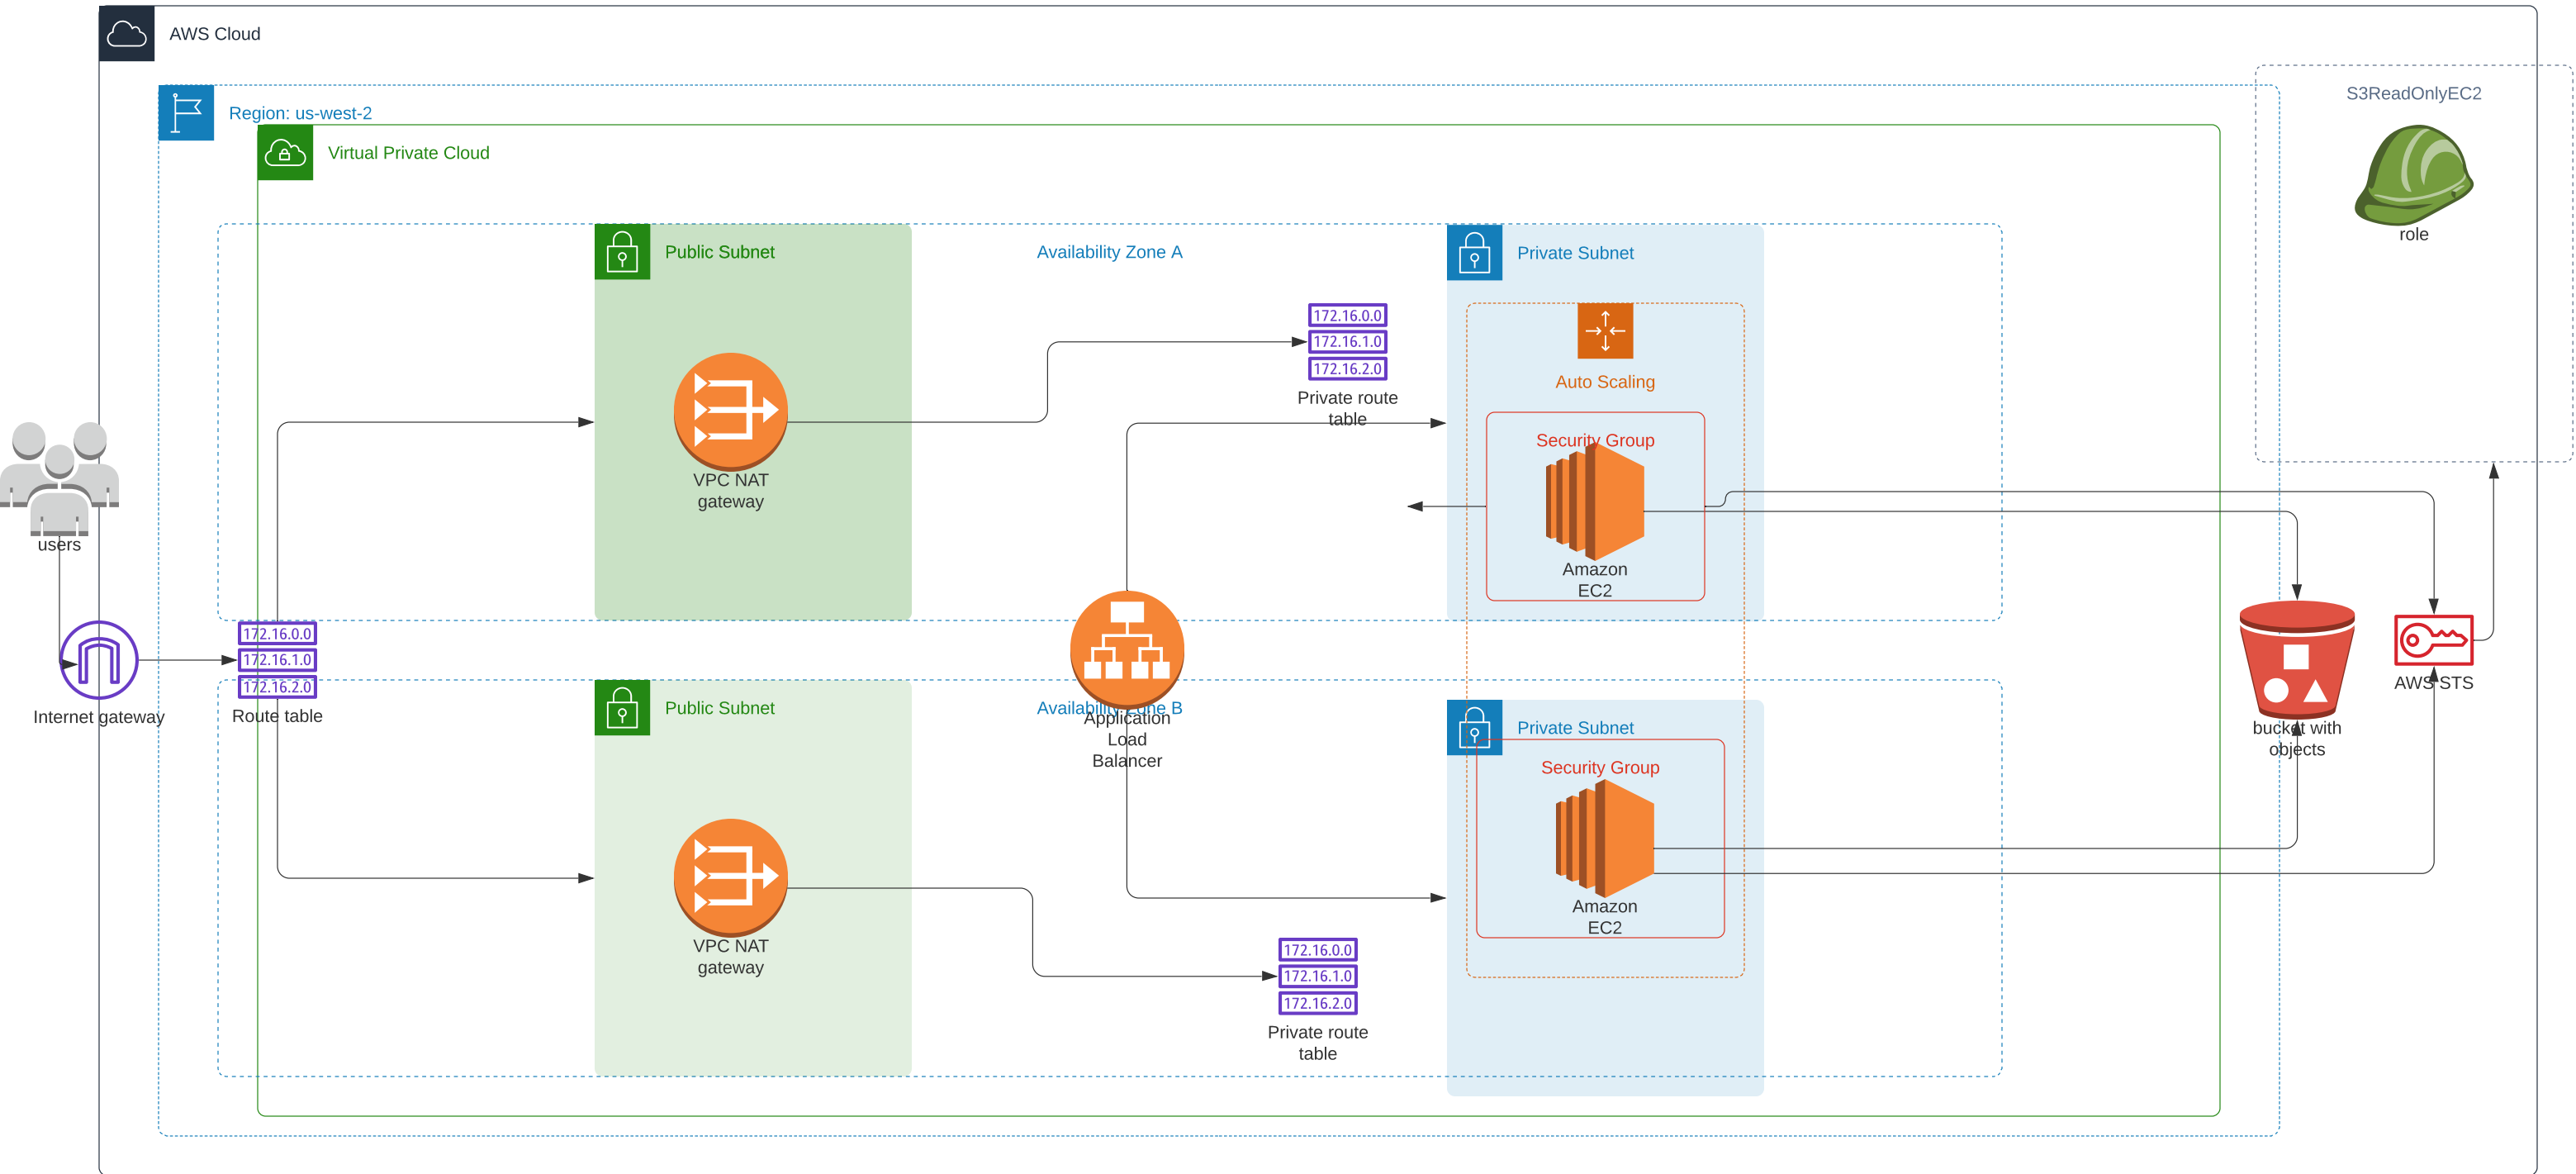 AWS Cloud
S3ReadOnlyEC2
Region: us-west-2
Virtual Private Cloud
role
Public Subnet
Availability Zone A
Private Subnet
172.16.0.0
172.16.1.0
172.16.2.0
Private route
table
Auto Scaling
Security Group
VPC NAT
gateway
users
Amazon
EC2
172.16.0.0
172.16.1.0
172.16.2.0
Internet gateway
Route table
Public Subnet
Availability Zone B
Application
Load
Balancer
Private Subnet
AWS STS
bucket with
objects
Security Group
Amazon
EC2
VPC NAT
gateway
172.16.0.0
172.16.1.0
172.16.2.0
Private route
table